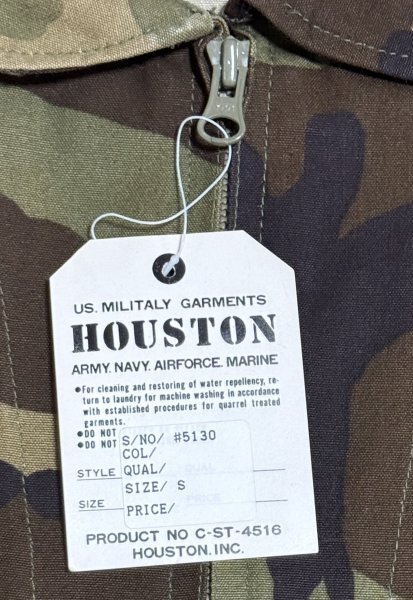 US. MILITALY GARMENTS
HOUSTON
ARMY. NAVY. AIRFORCE. MARINE
●For cleaning and restoring of water repellency, re-
turn to laundry for machine washing in accordance
with established procedures for quarrel treated
garments.
●DO NOT
●DO NOT
S/NO/ #5130
COL/
QUAL/
SIZE/ S
PRICE/
STYLE
QUAL
SIZE
PRICE
PRODUCT NO C-ST-4516
HOUSTON. INC.